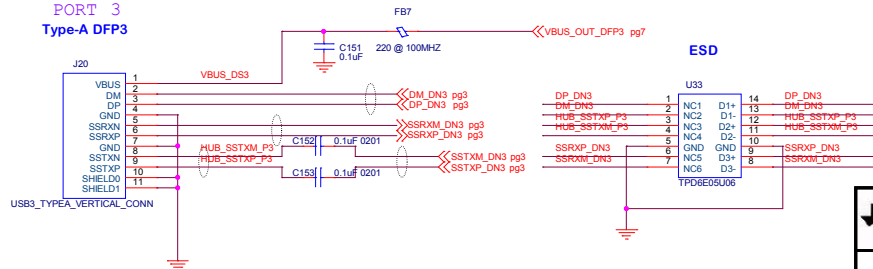 PORT 3
Type-A DFP3
FB7
220 @ 100MHZ
VBUS_OUT_DFP3 pg7
C151
0.1uF
ESD
J20
VBUS_DS3
VBUS 1
DM 2
DP 3
GND 4
SSRXN 5
SSRXP 6
GND 7
SSTXN 8
SSTXP 9
SHIELD0 10
SHIELD1 11
USB3_TYPEA_VERTICAL_CONN
DM_DN3 pg3
DP_DN3 pg3
SSRXM_DN3 pg3
SSRXP_DN3 pg3
HUB_SSTXM_P3
C152 0.1uF 0201
SSTXM_DN3 pg3
HUB_SSTXP_P3
C153 0.1uF 0201
SSTXP_DN3 pg3
U33
DP_DN3 1 NC1 D1+ 14 DP_DN3
DM_DN3 2 NC2 D1- 13 DM_DN3
HUB_SSTXP_P3 3 NC3 D2+ 12 HUB_SSTXP_P3
HUB_SSTXM_P3 4 NC4 D2- 11 HUB_SSTXM_P3
5 GND GND 10
SSRXP_DN3 6 NC5 D3+ 9 SSRXP_DN3
SSRXM_DN3 7 NC6 D3- 8 SSRXM_DN3
TPD6E05U06